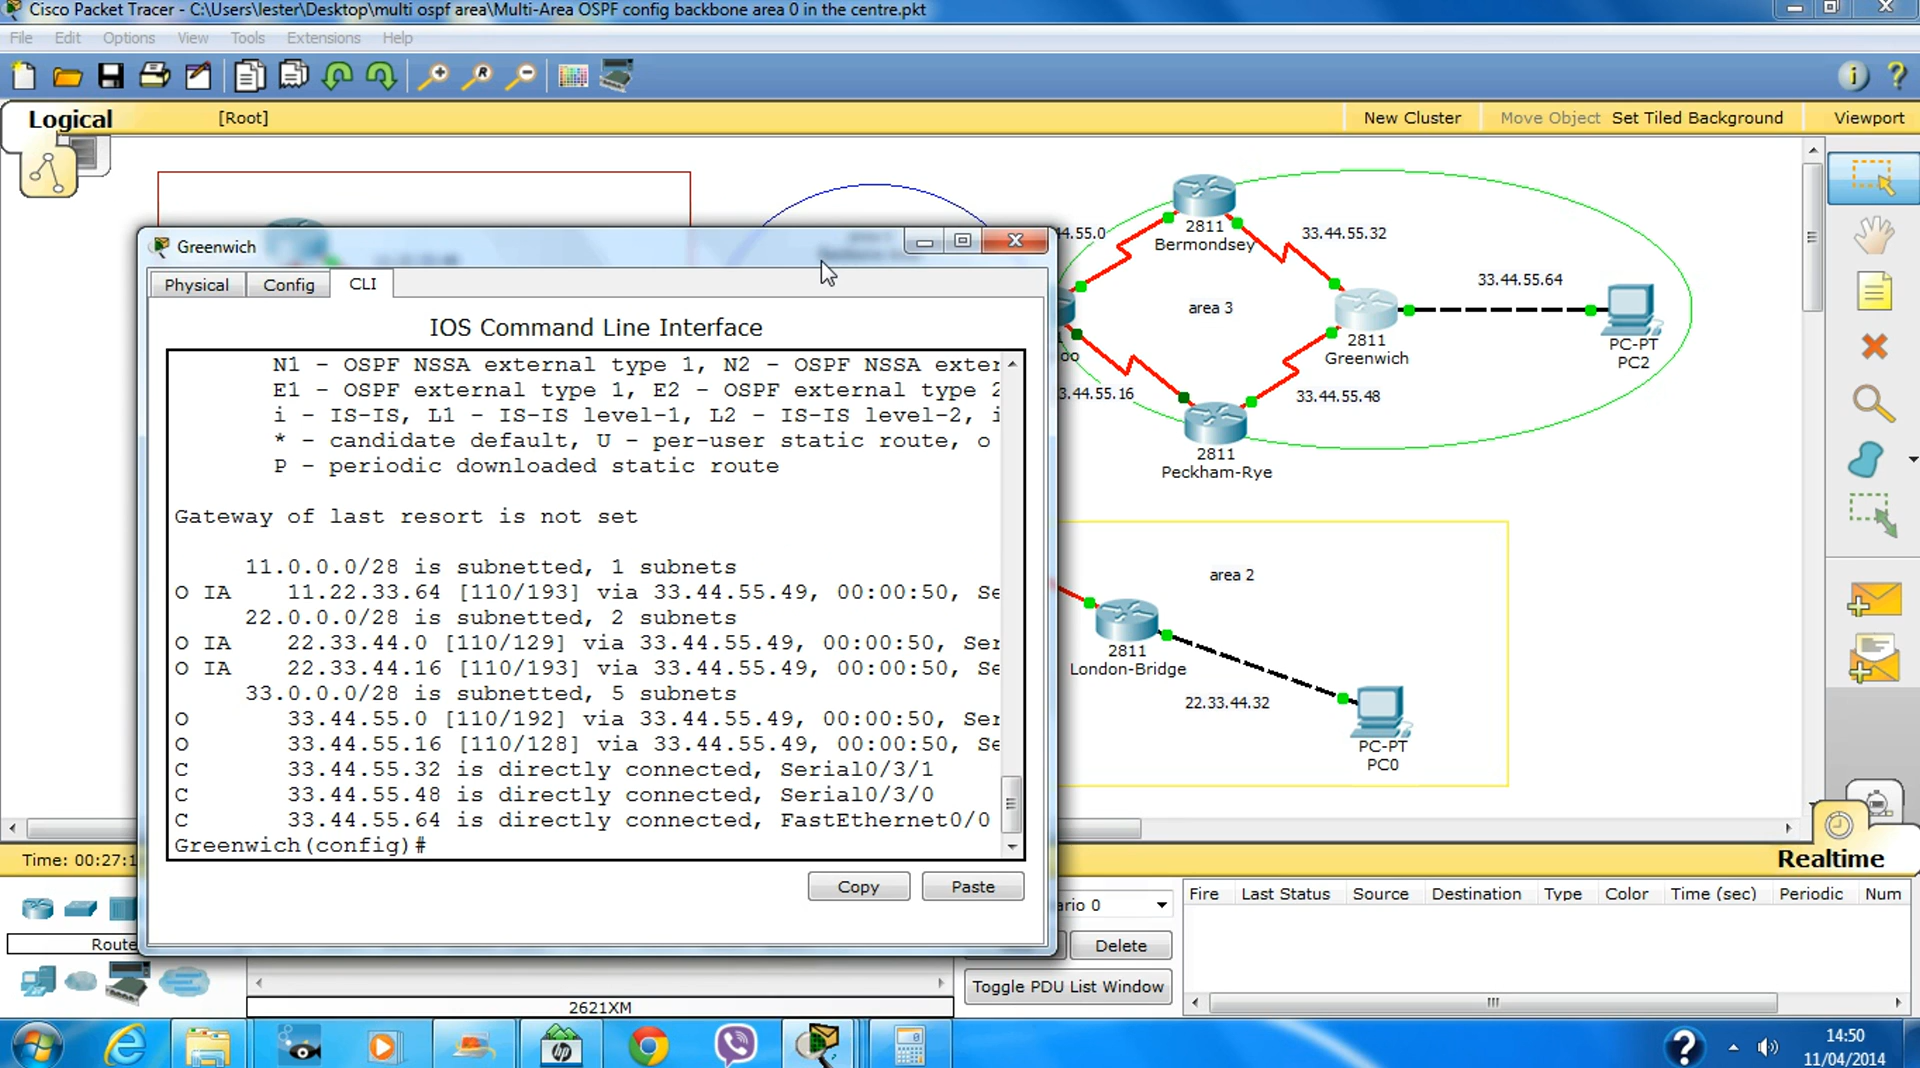 Cisco Packet Tracer - C:\Users\lester\Desktop\multi ospf area\Multi-Area OSPF config backbone area 0 in the centre.pkt
File Edit Options View Tools Extensions Help
Logical [Root] New Cluster Move Object Set Tiled Background Viewport
Greenwich
Physical Config CLI
IOS Command Line Interface
N1 - OSPF NSSA external type 1, N2 - OSPF NSSA exter
E1 - OSPF external type 1, E2 - OSPF external type 2
i - IS-IS, L1 - IS-IS level-1, L2 - IS-IS level-2, i
* - candidate default, U - per-user static route, o
P - periodic downloaded static route
Gateway of last resort is not set
11.0.0.0/28 is subnetted, 1 subnets
O IA 11.22.33.64 [110/193] via 33.44.55.49, 00:00:50, Se
22.0.0.0/28 is subnetted, 2 subnets
O IA 22.33.44.0 [110/129] via 33.44.55.49, 00:00:50, Ser
O IA 22.33.44.16 [110/193] via 33.44.55.49, 00:00:50, Se
33.0.0.0/28 is subnetted, 5 subnets
O 33.44.55.0 [110/192] via 33.44.55.49, 00:00:50, Ser
O 33.44.55.16 [110/128] via 33.44.55.49, 00:00:50, Se
C 33.44.55.32 is directly connected, Serial0/3/1
C 33.44.55.48 is directly connected, Serial0/3/0
C 33.44.55.64 is directly connected, FastEthernet0/0
Greenwich(config)#
Copy Paste
2811
Bermondsey
44.55.0
33.44.55.32
33.44.55.64
area 3
2811
Greenwich
PC-PT
PC2
oo
3.44.55.16
33.44.55.48
2811
Peckham-Rye
area 2
2811
London-Bridge
22.33.44.32
PC-PT
PC0
Time: 00:27:1
Realtime
Route
ario 0
Delete
Toggle PDU List Window
Fire Last Status Source Destination Type Color Time (sec) Periodic Num
2621XM
14:50
11/04/2014